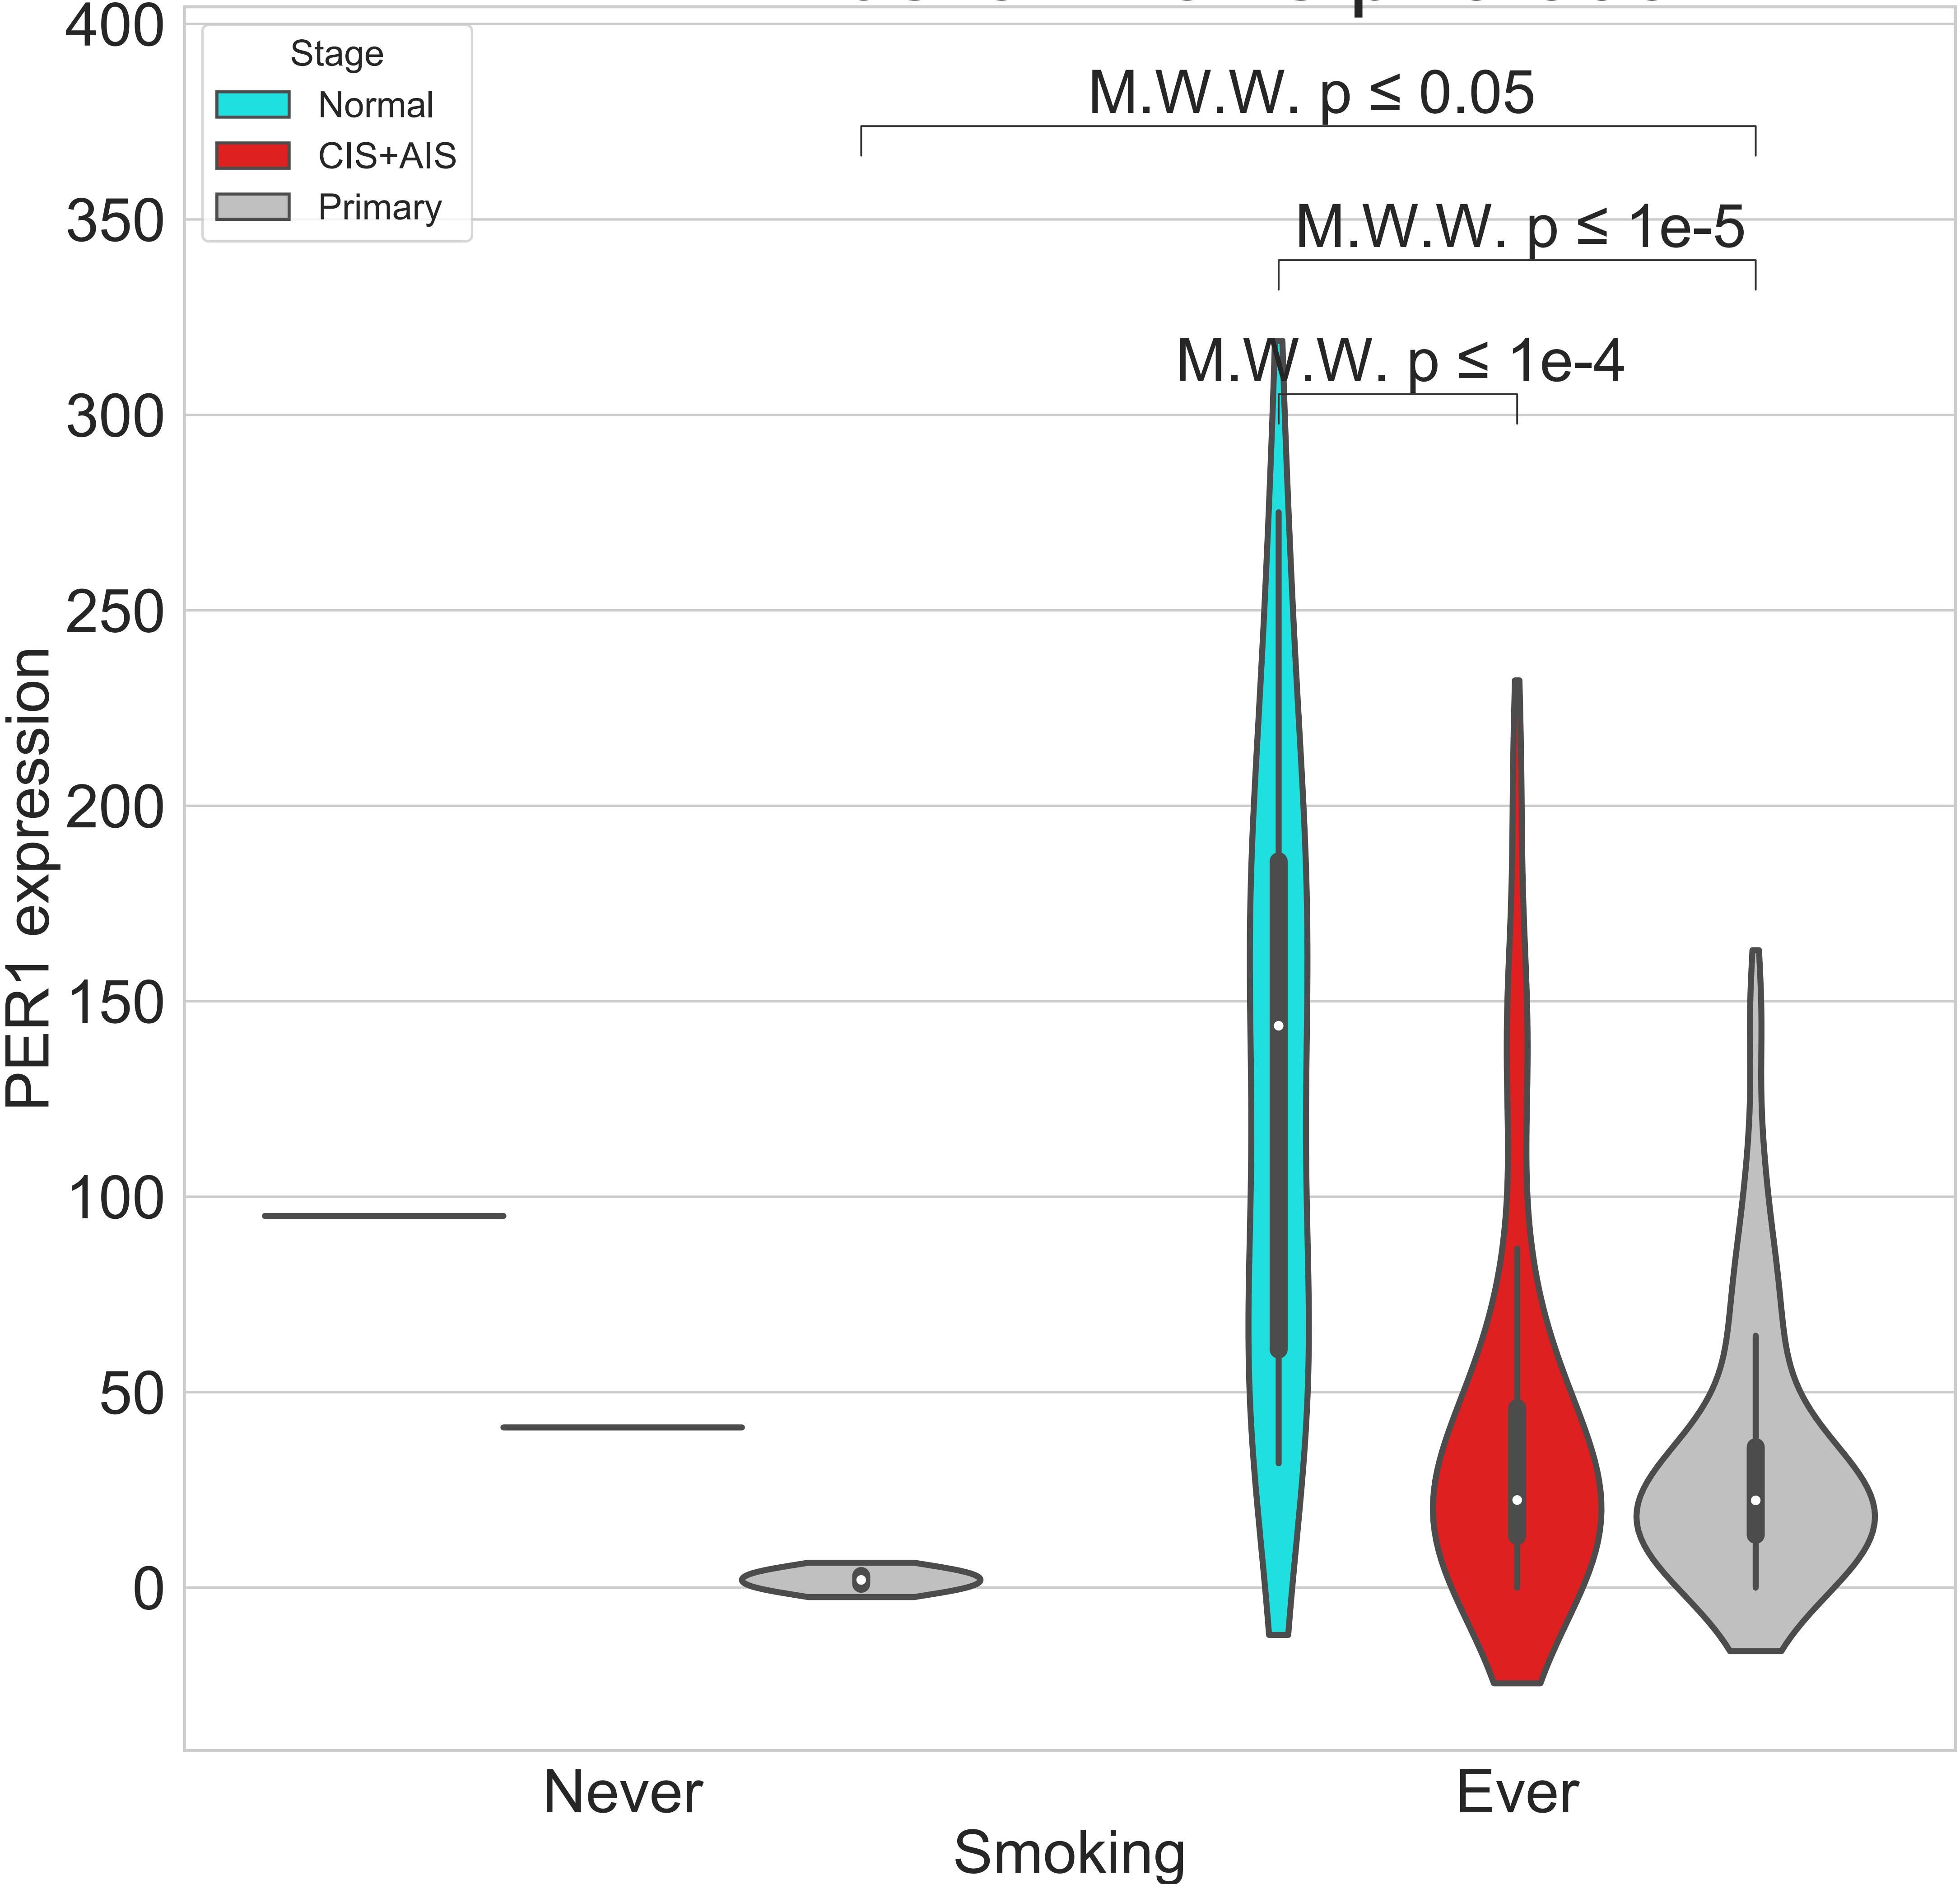 400
350
300
250
200
150
100
50
0
PER1 expression
Stage
Normal
CIS+AIS
Primary
M.W.W. p ≤ 0.05
M.W.W. p ≤ 1e-5
M.W.W. p ≤ 1e-4
Never
Ever
Smoking